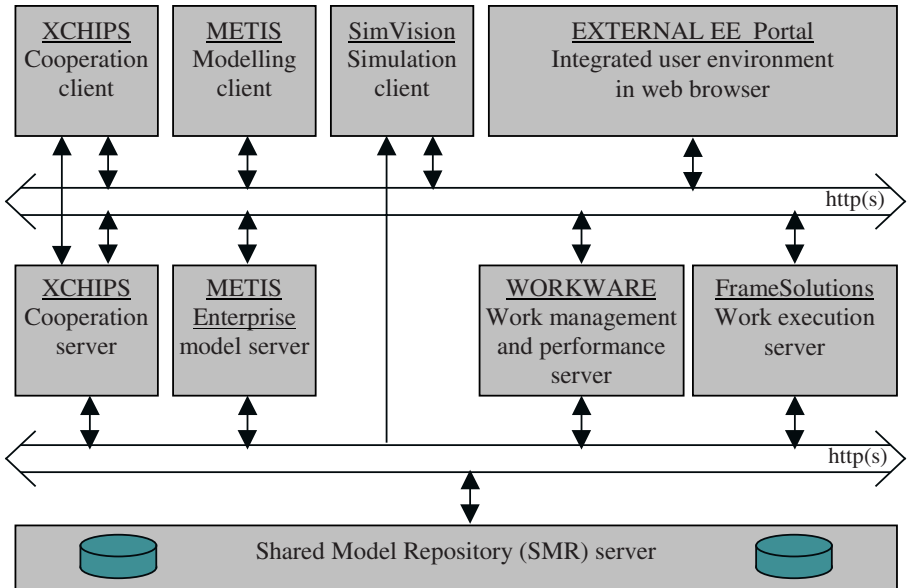 XCHIPS
Cooperation
client
METIS
Modelling
client
SimVision
Simulation
client
EXTERNAL EE Portal
Integrated user environment
in web browser
http(s)
XCHIPS
Cooperation
server
METIS
Enterprise
model server
WORKWARE
Work management
and performance
server
FrameSolutions
Work execution
server
http(s)
Shared Model Repository (SMR) server